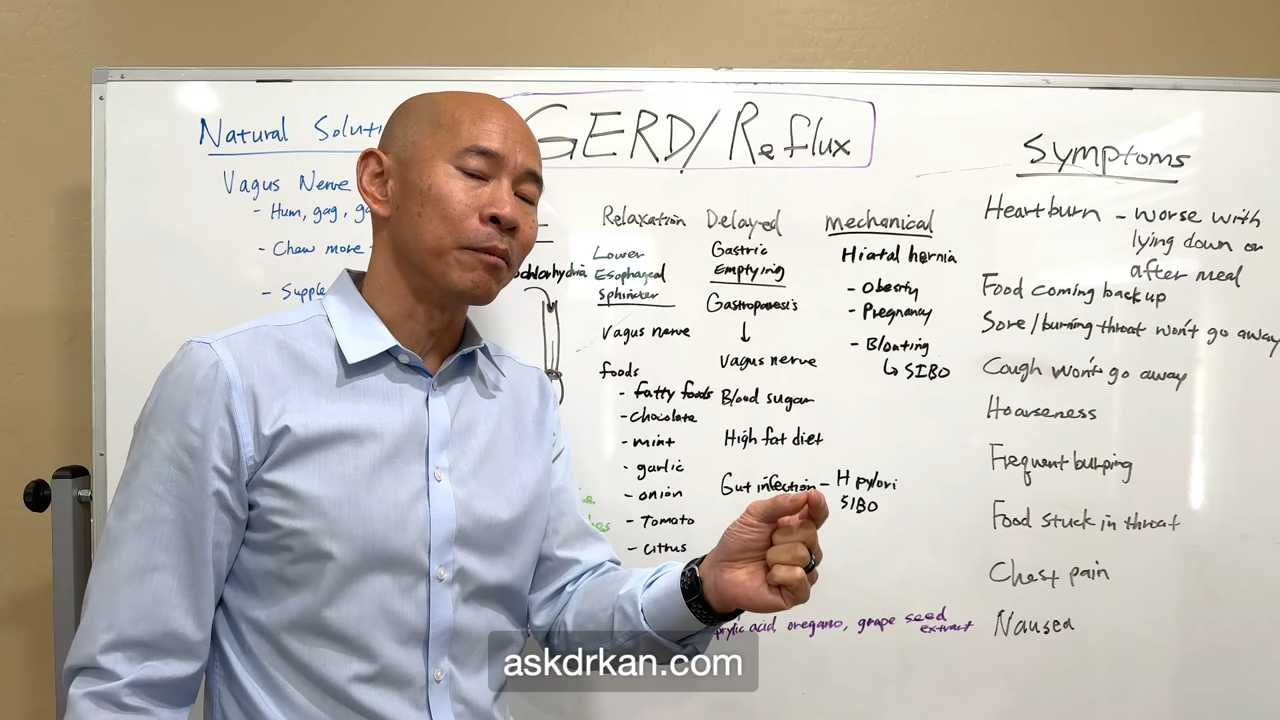 GERD/Reflux
Natural Soluti
Vagus Nerve
- Hum, gag, ga
- Chew more -
- Supple
ochlorhydria
Relaxation
Lower
Esophageal
Sphincter
Vagus nerve
foods
- fatty foods
- chocolate
- mint
- garlic
- onion
- Tomato
- citrus
Delayed
Gastric
Emptying
Gastroparesis
↓
Vagus nerve
Blood sugar
High fat diet
Gut infection - H pylori
SIBO
mechanical
Hiatal hernia
- Obesity
- Pregnancy
- Bloating
↳ SIBO
prylic acid, oregano, grape seed
extract
Symptoms
Heartburn - worse with
lying down or
after meal
Food coming back up
Sore/burning throat won't go away
Cough won't go away
Hoarseness
Frequent burping
Food stuck in throat
Chest pain
Nausea
askdrkan.com